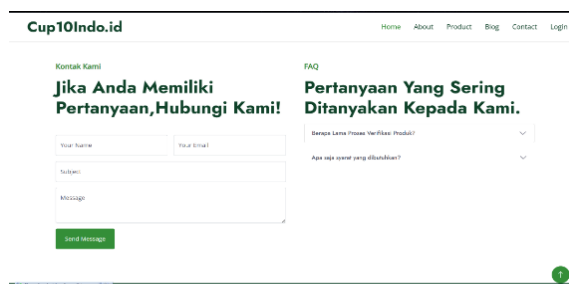 Cup10Indo.id
Home About Product Blog Contact Login
Kontak Kami
Jika Anda Memiliki
Pertanyaan,Hubungi Kami!
Your Name Your Email
Subject
Message
Send Message
FAQ
Pertanyaan Yang Sering
Ditanyakan Kepada Kami.
Berapa Lama Proses Verifikasi Produk?
Apa saja syarat yang dibutuhkan?